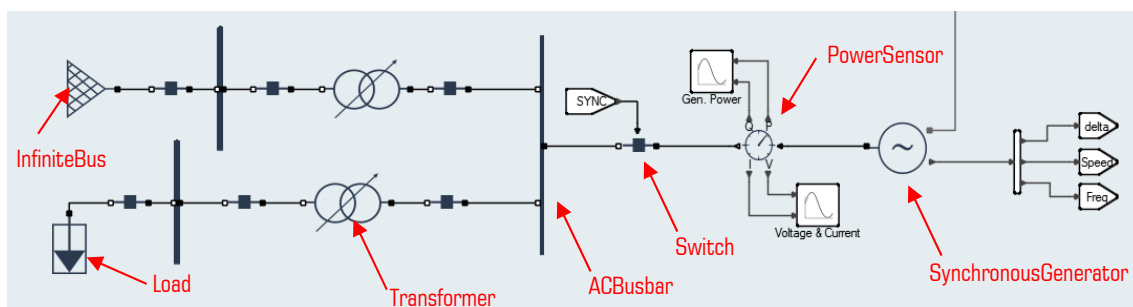 PowerSensor
Gen. Power
SYNC
Q P
I V
delta
Speed
Freq
InfiniteBus
Voltage & Current
Switch
Load
Transformer
ACBusbar
SynchronousGenerator